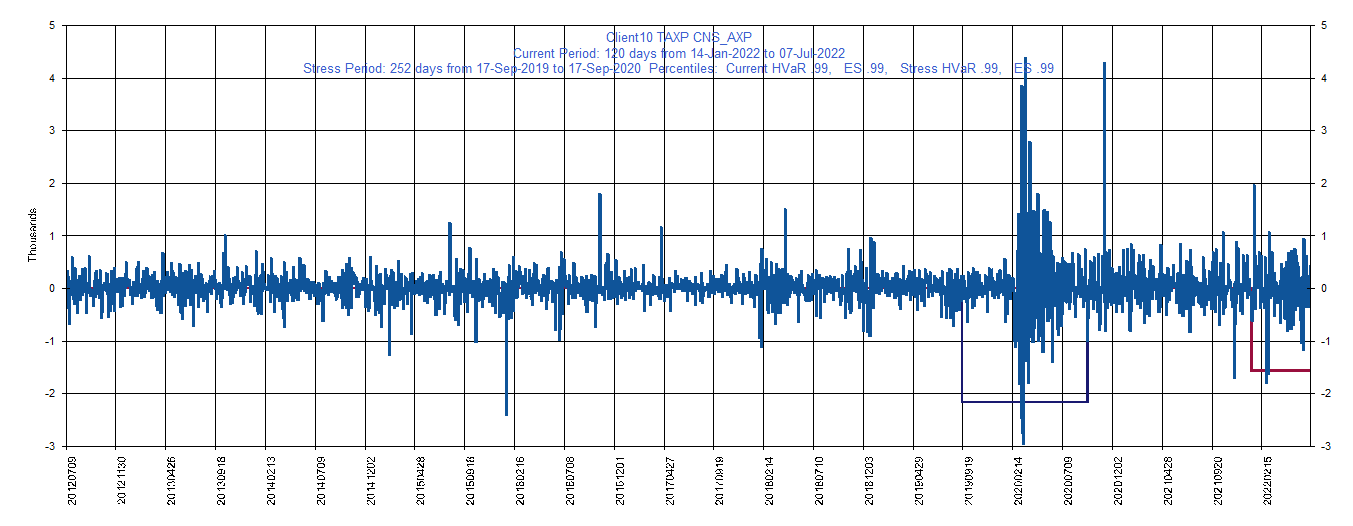 Client10 TAXP CNS_AXP
Current Period: 120 days from 14-Jan-2022 to 07-Jul-2022
Stress Period: 252 days from 17-Sep-2019 to 17-Sep-2020 Percentiles: Current HVaR .99, ES .99, Stress HVaR .99, ES .99
5 5
4 4
3 3
2 2
1 1
Thousands
0 0
-1 -1
-2 -2
-3 -3
20120709 20121130 20130426 20130918 20140213 20140709 20141202 20150428 20150918 20160216 20160708 20161201 20170427 20170919 20180214 20180710 20181203 20190429 20190919 20200214 20200709 20201202 20210428 20210920 20220215